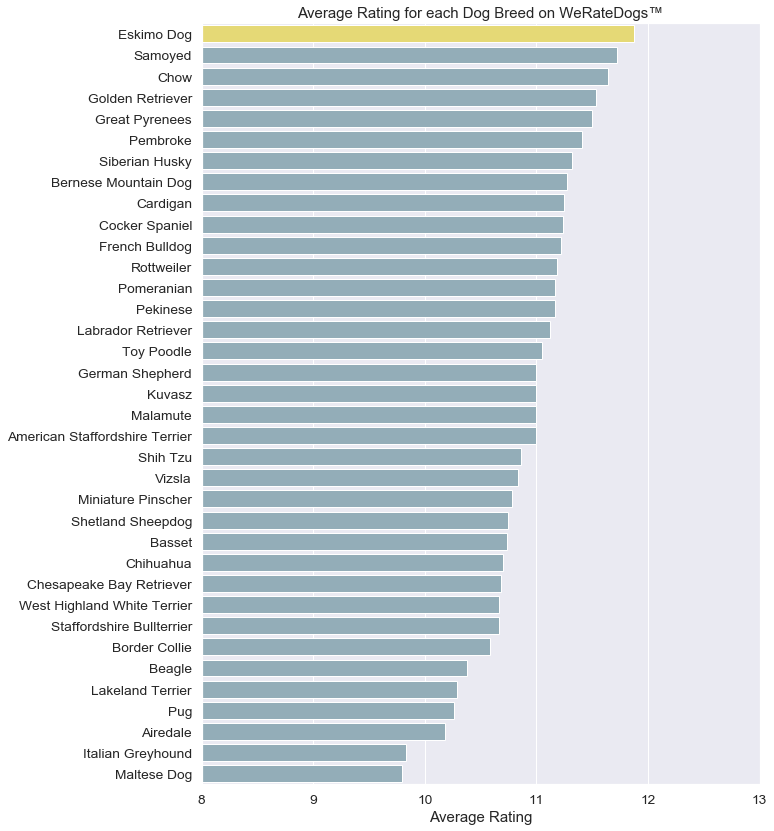 Average Rating for each Dog Breed on WeRateDogs™
Eskimo Dog
Samoyed
Chow
Golden Retriever
Great Pyrenees
Pembroke
Siberian Husky
Bernese Mountain Dog
Cardigan
Cocker Spaniel
French Bulldog
Rottweiler
Pomeranian
Pekinese
Labrador Retriever
Toy Poodle
German Shepherd
Kuvasz
Malamute
American Staffordshire Terrier
Shih Tzu
Vizsla
Miniature Pinscher
Shetland Sheepdog
Basset
Chihuahua
Chesapeake Bay Retriever
West Highland White Terrier
Staffordshire Bullterrier
Border Collie
Beagle
Lakeland Terrier
Pug
Airedale
Italian Greyhound
Maltese Dog
8 9 10 11 12 13
Average Rating